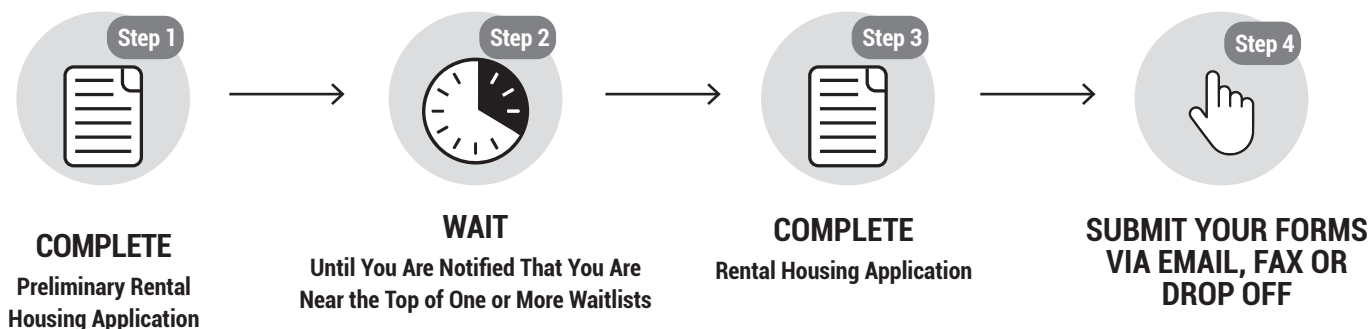 Step 1
COMPLETE
Preliminary Rental
Housing Application
Step 2
WAIT
Until You Are Notified That You Are
Near the Top of One or More Waitlists
Step 3
COMPLETE
Rental Housing Application
Step 4
SUBMIT YOUR FORMS
VIA EMAIL, FAX OR
DROP OFF